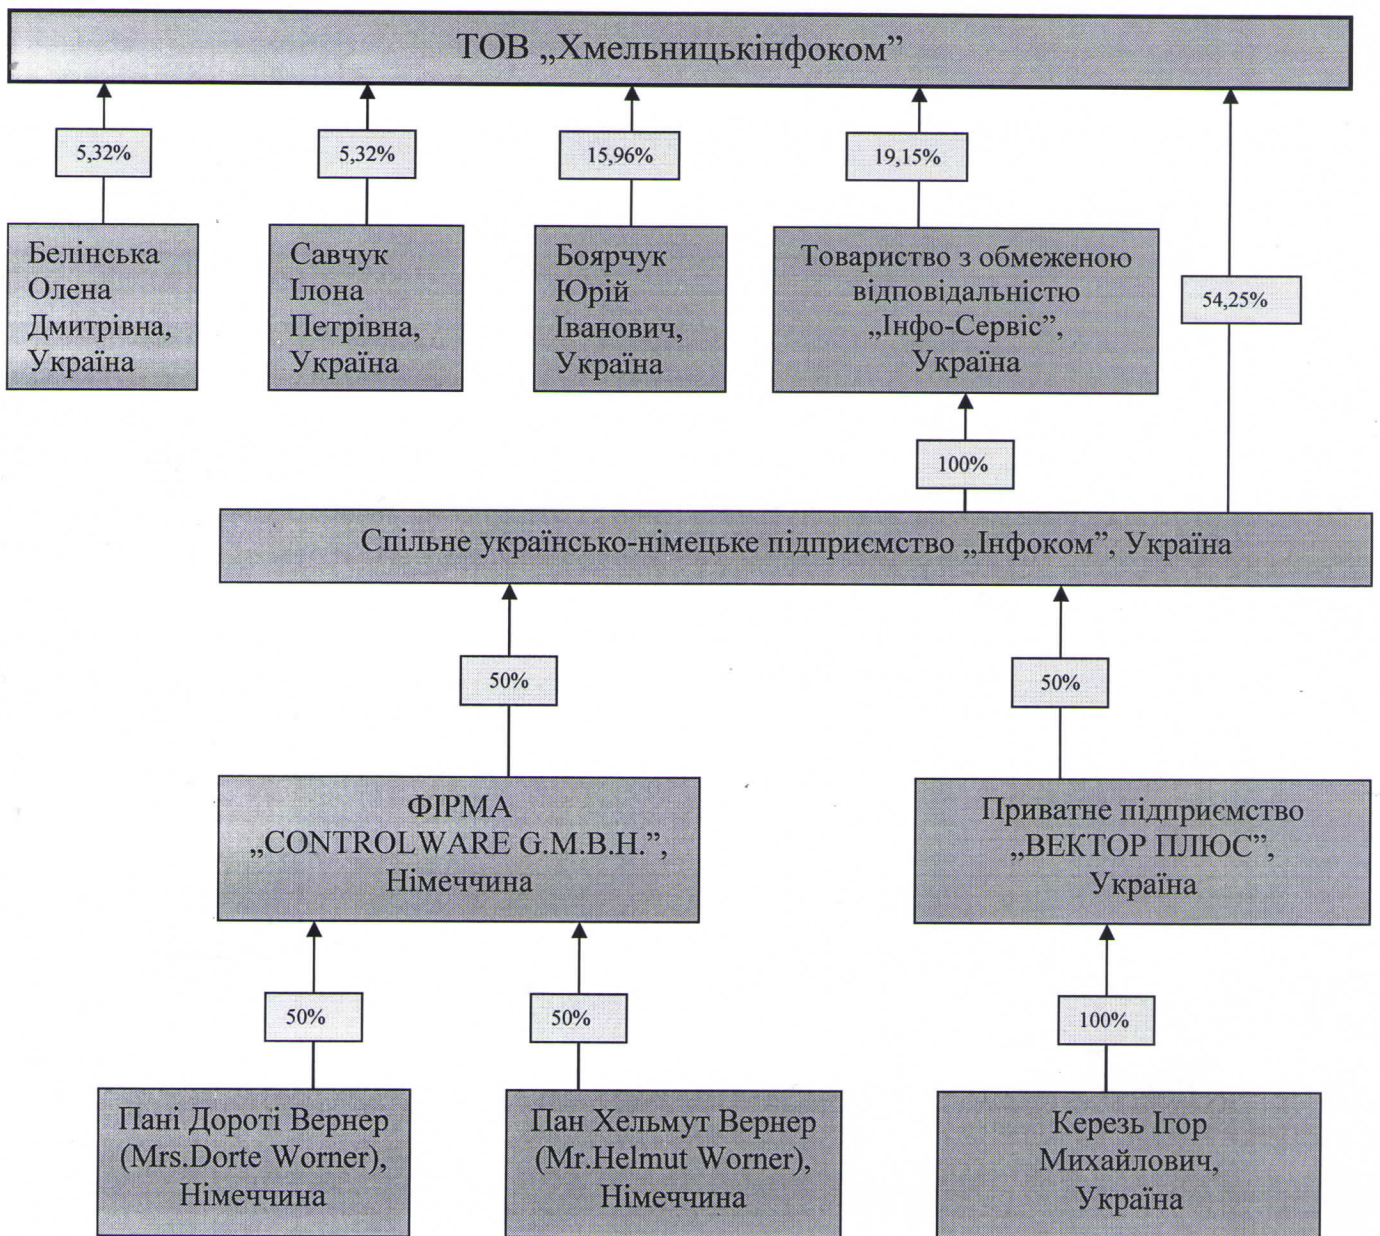 ТОВ „Хмельницькінфоком”
5,32%
5,32%
15,96%
19,15%
Белінська
Олена
Дмитрівна,
Україна
Савчук
Ілона
Петрівна,
Україна
Боярчук
Юрій
Іванович,
Україна
Товариство з обмеженою
відповідальністю
„Інфо-Сервіс”,
Україна
54,25%
100%
Спільне українсько-німецьке підприємство „Інфоком”, Україна
50%
50%
ФІРМА
„CONTROLWARE G.M.B.H.”,
Німеччина
Приватне підприємство
„ВЕКТОР ПЛЮС”,
Україна
50%
50%
100%
Пані Дороті Вернер
(Mrs.Dorte Worner),
Німеччина
Пан Хельмут Вернер
(Mr.Helmut Worner),
Німеччина
Керезь Ігор
Михайлович,
Україна